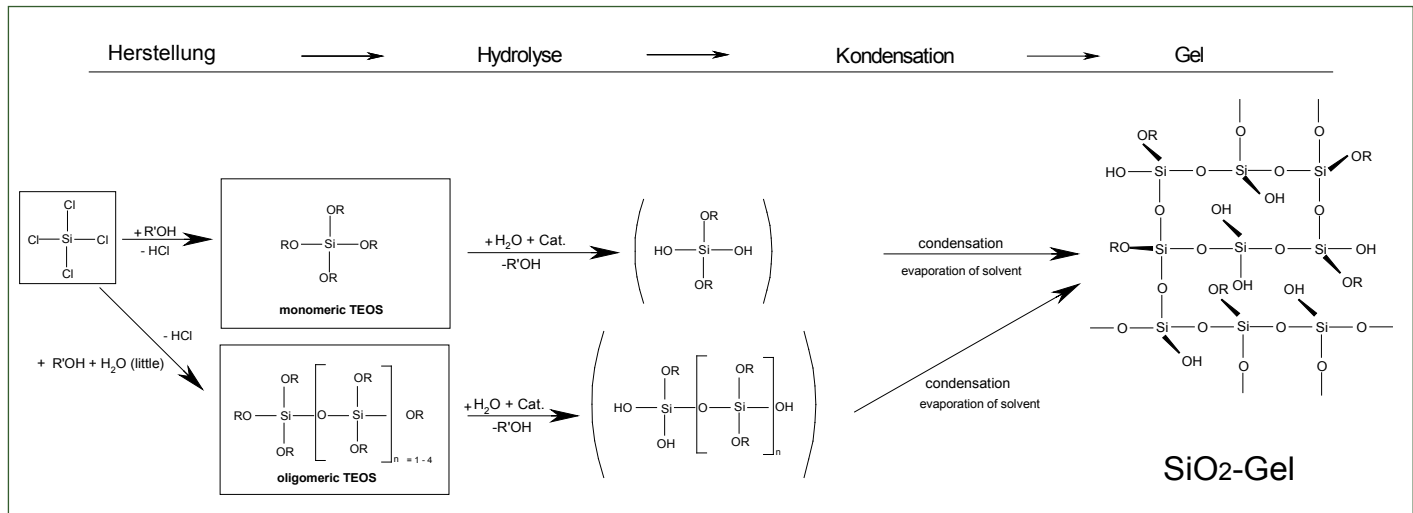 Herstellung
Hydrolyse
Kondensation
Gel
Cl
Cl Si Cl
Cl
+ R'OH
- HCl
OR
RO Si OR
OR
monomeric TEOS
+ H2O + Cat.
-R'OH
OR
HO Si OH
OR
condensation
evaporation of solvent
- HCl
+ R'OH + H2O (little)
OR OR
RO Si O Si OR
OR OR
n = 1 - 4
oligomeric TEOS
+ H2O + Cat.
-R'OH
OR OR
HO Si O Si OH
OH OR
n
condensation
evaporation of solvent
O O
OR OR
HO Si O Si O Si
OH
O OH O
RO Si O Si O Si OH
O OH OR
OR OH
O Si O Si O Si O
OH O O
SiO2-Gel